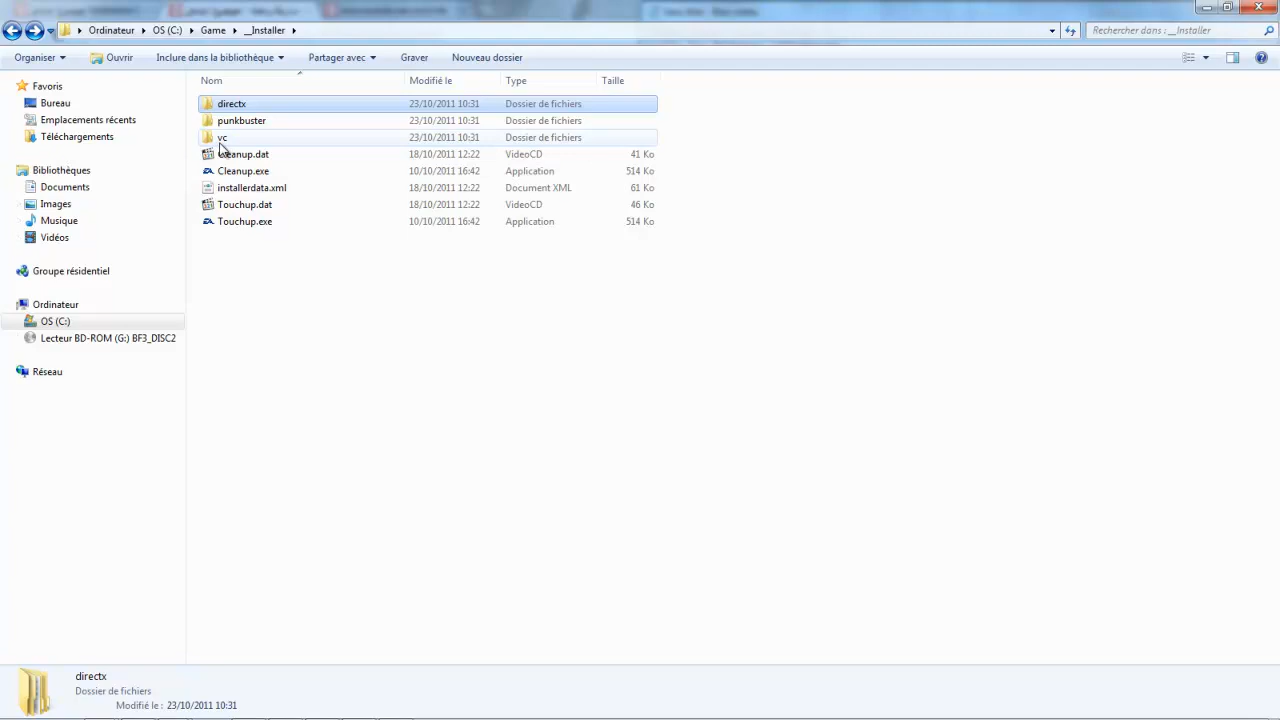 Ordinateur OS (C:) Game __Installer
Rechercher dans : __Installer
Organiser Ouvrir Inclure dans la bibliothèque Partager avec Graver Nouveau dossier
Nom Modifié le Type Taille
Favoris
Bureau
Emplacements récents
Téléchargements
Bibliothèques
Documents
Images
Musique
Vidéos
Groupe résidentiel
Ordinateur
OS (C:)
Lecteur BD-ROM (G:) BF3_DISC2
Réseau
directx 23/10/2011 10:31 Dossier de fichiers
punkbuster 23/10/2011 10:31 Dossier de fichiers
vc 23/10/2011 10:31 Dossier de fichiers
Cleanup.dat 18/10/2011 12:22 VideoCD 41 Ko
Cleanup.exe 10/10/2011 16:42 Application 514 Ko
installerdata.xml 18/10/2011 12:22 Document XML 61 Ko
Touchup.dat 18/10/2011 12:22 VideoCD 46 Ko
Touchup.exe 10/10/2011 16:42 Application 514 Ko
directx
Dossier de fichiers
Modifié le : 23/10/2011 10:31